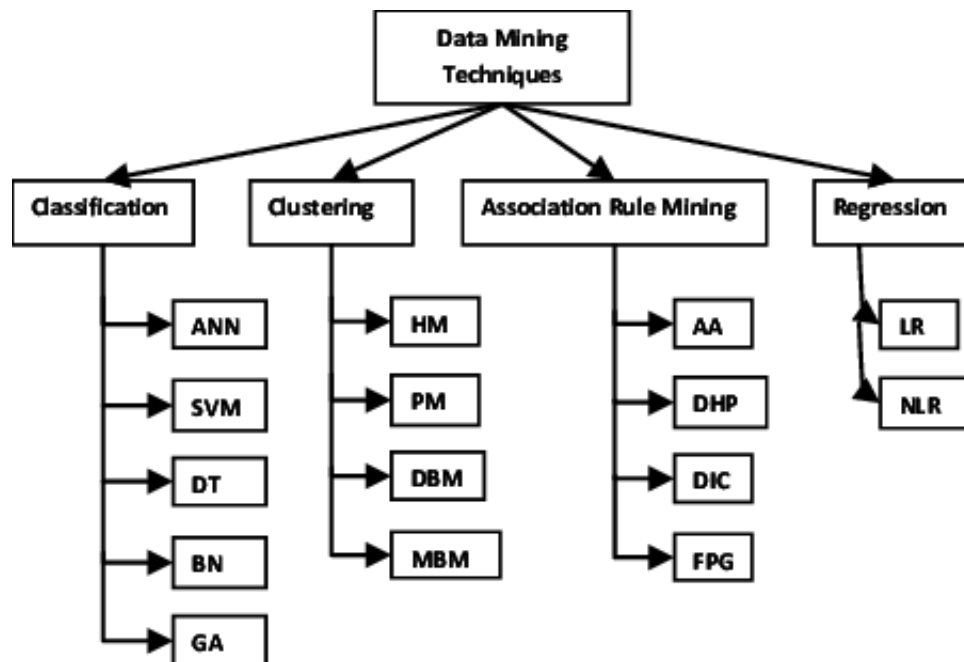 Data Mining
Techniques
Classification
Clustering
Association Rule Mining
Regression
ANN
SVM
DT
BN
GA
HM
PM
DBM
MBM
AA
DHP
DIC
FPG
LR
NLR